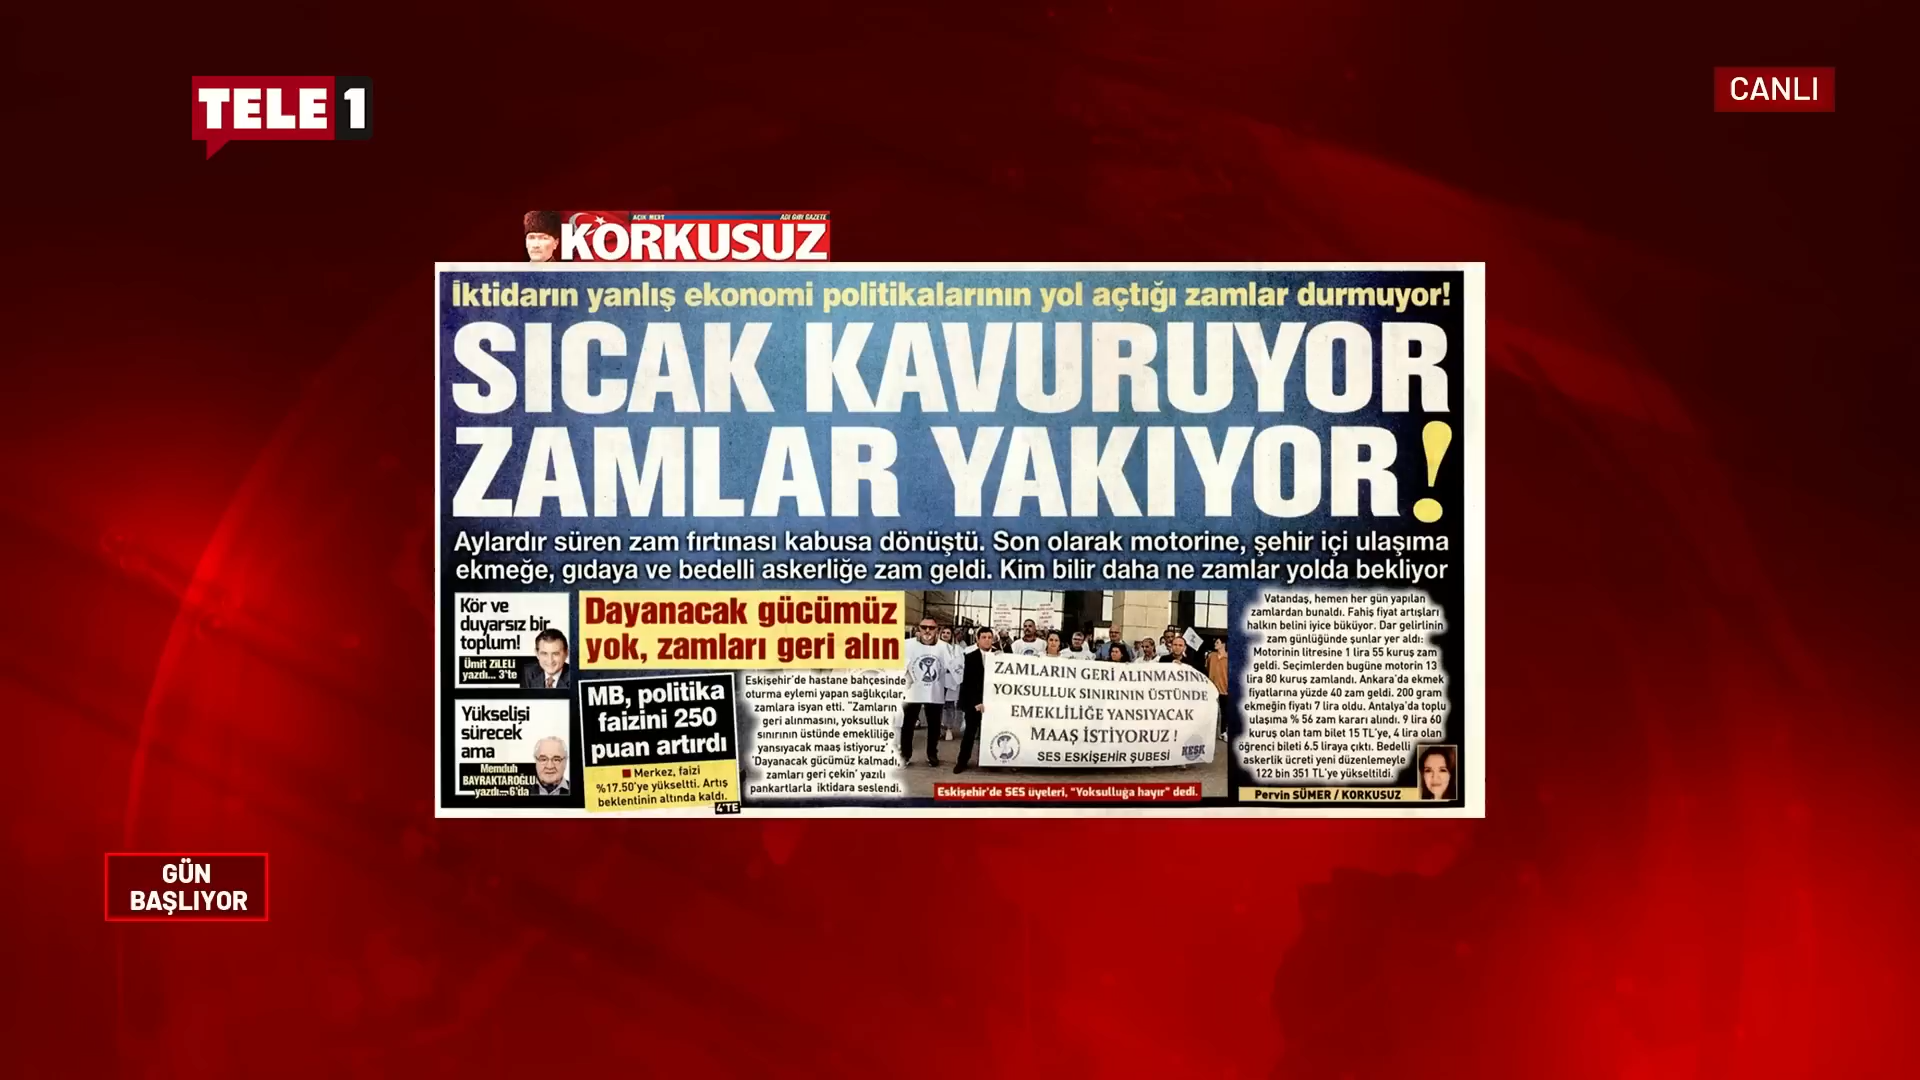 TELE 1
CANLI
AÇIK MERT
ADI GİBİ GAZETE
KORKUSUZ
İktidarın yanlış ekonomi politikalarının yol açtığı zamlar durmuyor!
SICAK KAVURUYOR
ZAMLAR YAKIYOR!
Aylardır süren zam fırtınası kabusa dönüştü. Son olarak motorine, şehir içi ulaşıma
ekmeğe, gıdaya ve bedelli askerliğe zam geldi. Kim bilir daha ne zamlar yolda bekliyor
Kör ve
duyarsız bir
toplum!
Ümit ZİLELİ
yazdı... 3'te
Yükselişi
sürecek
ama
Memduh
BAYRAKTAROĞLU
yazdı... 6'da
Dayanacak gücümüz
yok, zamları geri alın
MB, politika
faizini 250
puan artırdı
Merkez, faizi
%17.50'ye yükseltti. Artış
beklentinin altında kaldı.
4'TE
Eskişehir'de hastane bahçesinde
oturma eylemi yapan sağlıkçılar,
zamlara isyan etti. "Zamların
geri alınmasını, yoksulluk
sınırının üstünde emekliliğe
yansıyacak maaş istiyoruz",
'Dayanacak gücümüz kalmadı,
zamları geri çekin' yazılı
pankartlarla iktidara seslendi.
ZAMLARIN GERİ ALINMASINI,
YOKSULLUK SINIRININ ÜSTÜNDE
EMEKLİLİĞE YANSIYACAK
MAAŞ İSTİYORUZ !
SES ESKİŞEHİR ŞUBESİ
KESK
Eskişehir'de SES üyeleri, "Yoksulluğa hayır" dedi.
Vatandaş, hemen her gün yapılan
zamlardan bunaldı. Fahiş fiyat artışları
halkın belini iyice büküyor. Dar gelirlinin
zam günlüğünde şunlar yer aldı:
Motorinin litresine 1 lira 55 kuruş zam
geldi. Seçimlerden bugüne motorin 13
lira 80 kuruş zamlandı. Ankara'da ekmek
fiyatlarına yüzde 40 zam geldi. 200 gram
ekmeğin fiyatı 7 lira oldu. Antalya'da toplu
ulaşıma % 56 zam kararı alındı. 9 lira 60
kuruş olan tam bilet 15 TL'ye, 4 lira olan
öğrenci bileti 6.5 liraya çıktı. Bedelli
askerlik ücreti yeni düzenlemeyle
122 bin 351 TL'ye yükseltildi.
Pervin SÜMER / KORKUSUZ
GÜN
BAŞLIYOR